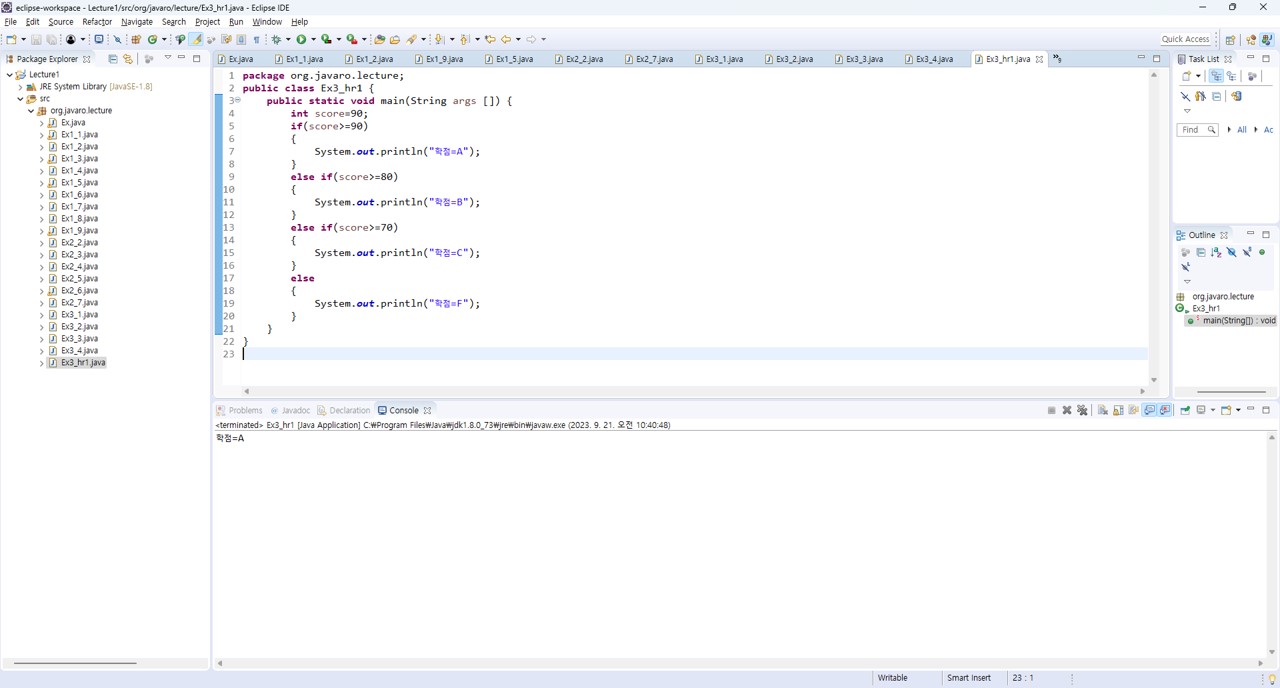 eclipse-workspace - Lecture1/src/org/javaro/lecture/Ex3_hr1.java - Eclipse IDE
File Edit Source Refactor Navigate Search Project Run Window Help
Quick Access
Package Explorer
Lecture1
JRE System Library [JavaSE-1.8]
src
org.javaro.lecture
Ex.java
Ex1_1.java
Ex1_2.java
Ex1_3.java
Ex1_4.java
Ex1_5.java
Ex1_6.java
Ex1_7.java
Ex1_8.java
Ex1_9.java
Ex2_2.java
Ex2_3.java
Ex2_4.java
Ex2_5.java
Ex2_6.java
Ex2_7.java
Ex3_1.java
Ex3_2.java
Ex3_3.java
Ex3_4.java
Ex3_hr1.java
Ex.java Ex1_1.java Ex1_2.java Ex1_9.java Ex1_5.java Ex2_2.java Ex2_7.java Ex3_1.java Ex3_2.java Ex3_3.java Ex3_4.java Ex3_hr1.java »9
1 package org.javaro.lecture;
2 public class Ex3_hr1 {
3 public static void main(String args []) {
4 int score=90;
5 if(score>=90)
6 {
7 System.out.println("학점=A");
8 }
9 else if(score>=80)
10 {
11 System.out.println("학점=B");
12 }
13 else if(score>=70)
14 {
15 System.out.println("학점=C");
16 }
17 else
18 {
19 System.out.println("학점=F");
20 }
21 }
22 }
23
Task List
Find All Ac
Outline
org.javaro.lecture
Ex3_hr1
main(String[]) : void
Problems Javadoc Declaration Console
<terminated> Ex3_hr1 [Java Application] C:₩Program Files₩Java₩jdk1.8.0_73₩jre₩bin₩javaw.exe (2023. 9. 21. 오전 10:40:48)
학점=A
Writable Smart Insert 23 : 1